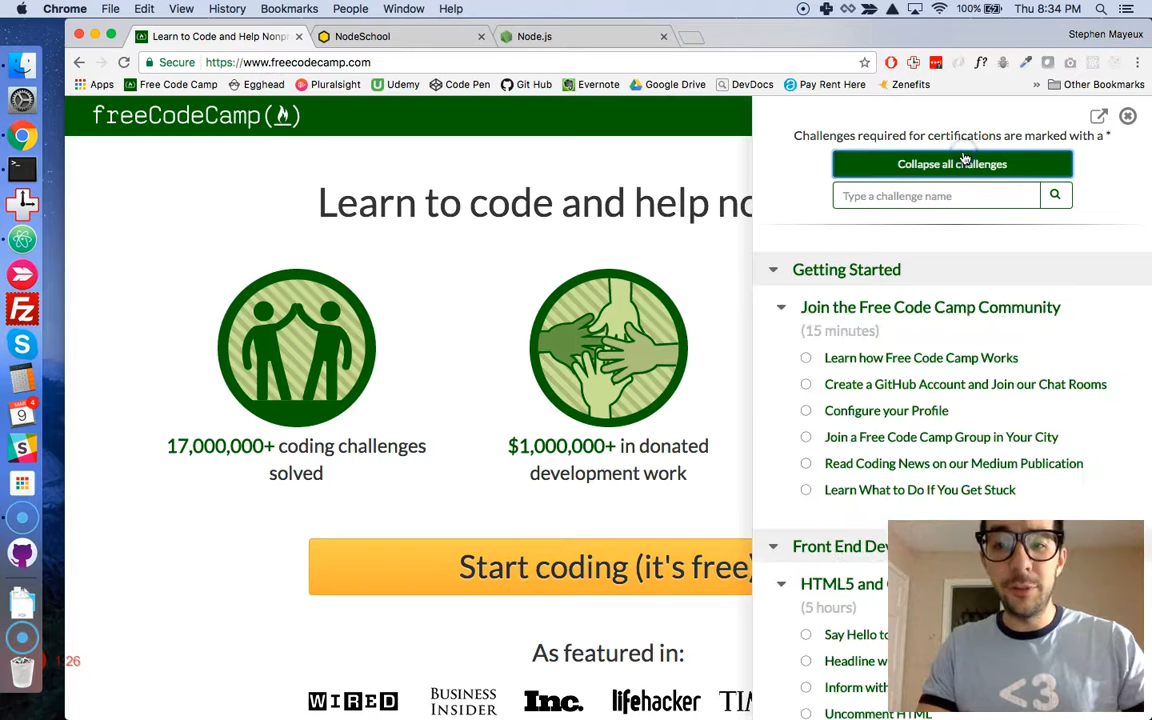 Chrome File Edit View History Bookmarks People Window Help
100% Thu 8:34 PM
Learn to Code and Help Nonpr
NodeSchool
Node.js
Stephen Mayeux
Secure https://www.freecodecamp.com
Apps Free Code Camp Egghead Pluralsight Udemy Code Pen Git Hub Evernote Google Drive DevDocs Pay Rent Here Zenefits » Other Bookmarks
freeCodeCamp
Challenges required for certifications are marked with a *
Collapse all challenges
Type a challenge name
Learn to code and help no
17,000,000+ coding challenges
solved
$1,000,000+ in donated
development work
Start coding (it's free)
As featured in:
WIRED
BUSINESS
INSIDER
Inc.
lifehacker
TIM
Getting Started
Join the Free Code Camp Community
(15 minutes)
Learn how Free Code Camp Works
Create a GitHub Account and Join our Chat Rooms
Configure your Profile
Join a Free Code Camp Group in Your City
Read Coding News on our Medium Publication
Learn What to Do If You Get Stuck
Front End Dev
HTML5 and
(5 hours)
Say Hello to
Headline w
Inform with
Uncomment HTML
<3
MAR
9
4
1:26